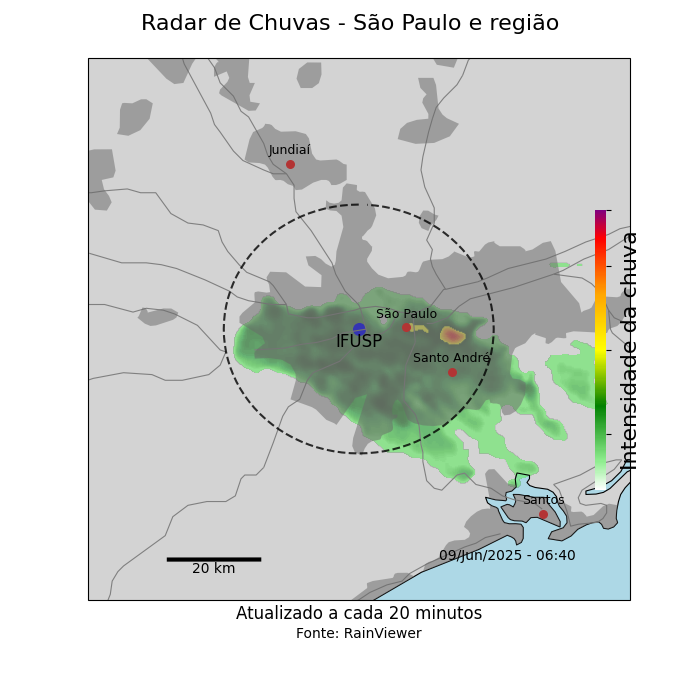 Radar de Chuvas - São Paulo e região
Jundiaí
São Paulo
IFUSP
Santo André
Intensidade da chuva
Santos
09/Jun/2025 - 06:40
20 km
Atualizado a cada 20 minutos
Fonte: RainViewer